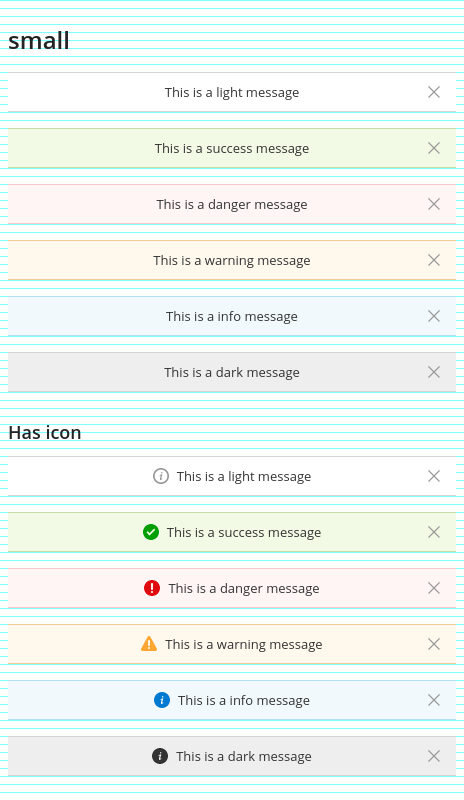 small
This is a light message
This is a success message
This is a danger message
This is a warning message
This is a info message
This is a dark message
Has icon
This is a light message
This is a success message
This is a danger message
This is a warning message
This is a info message
This is a dark message